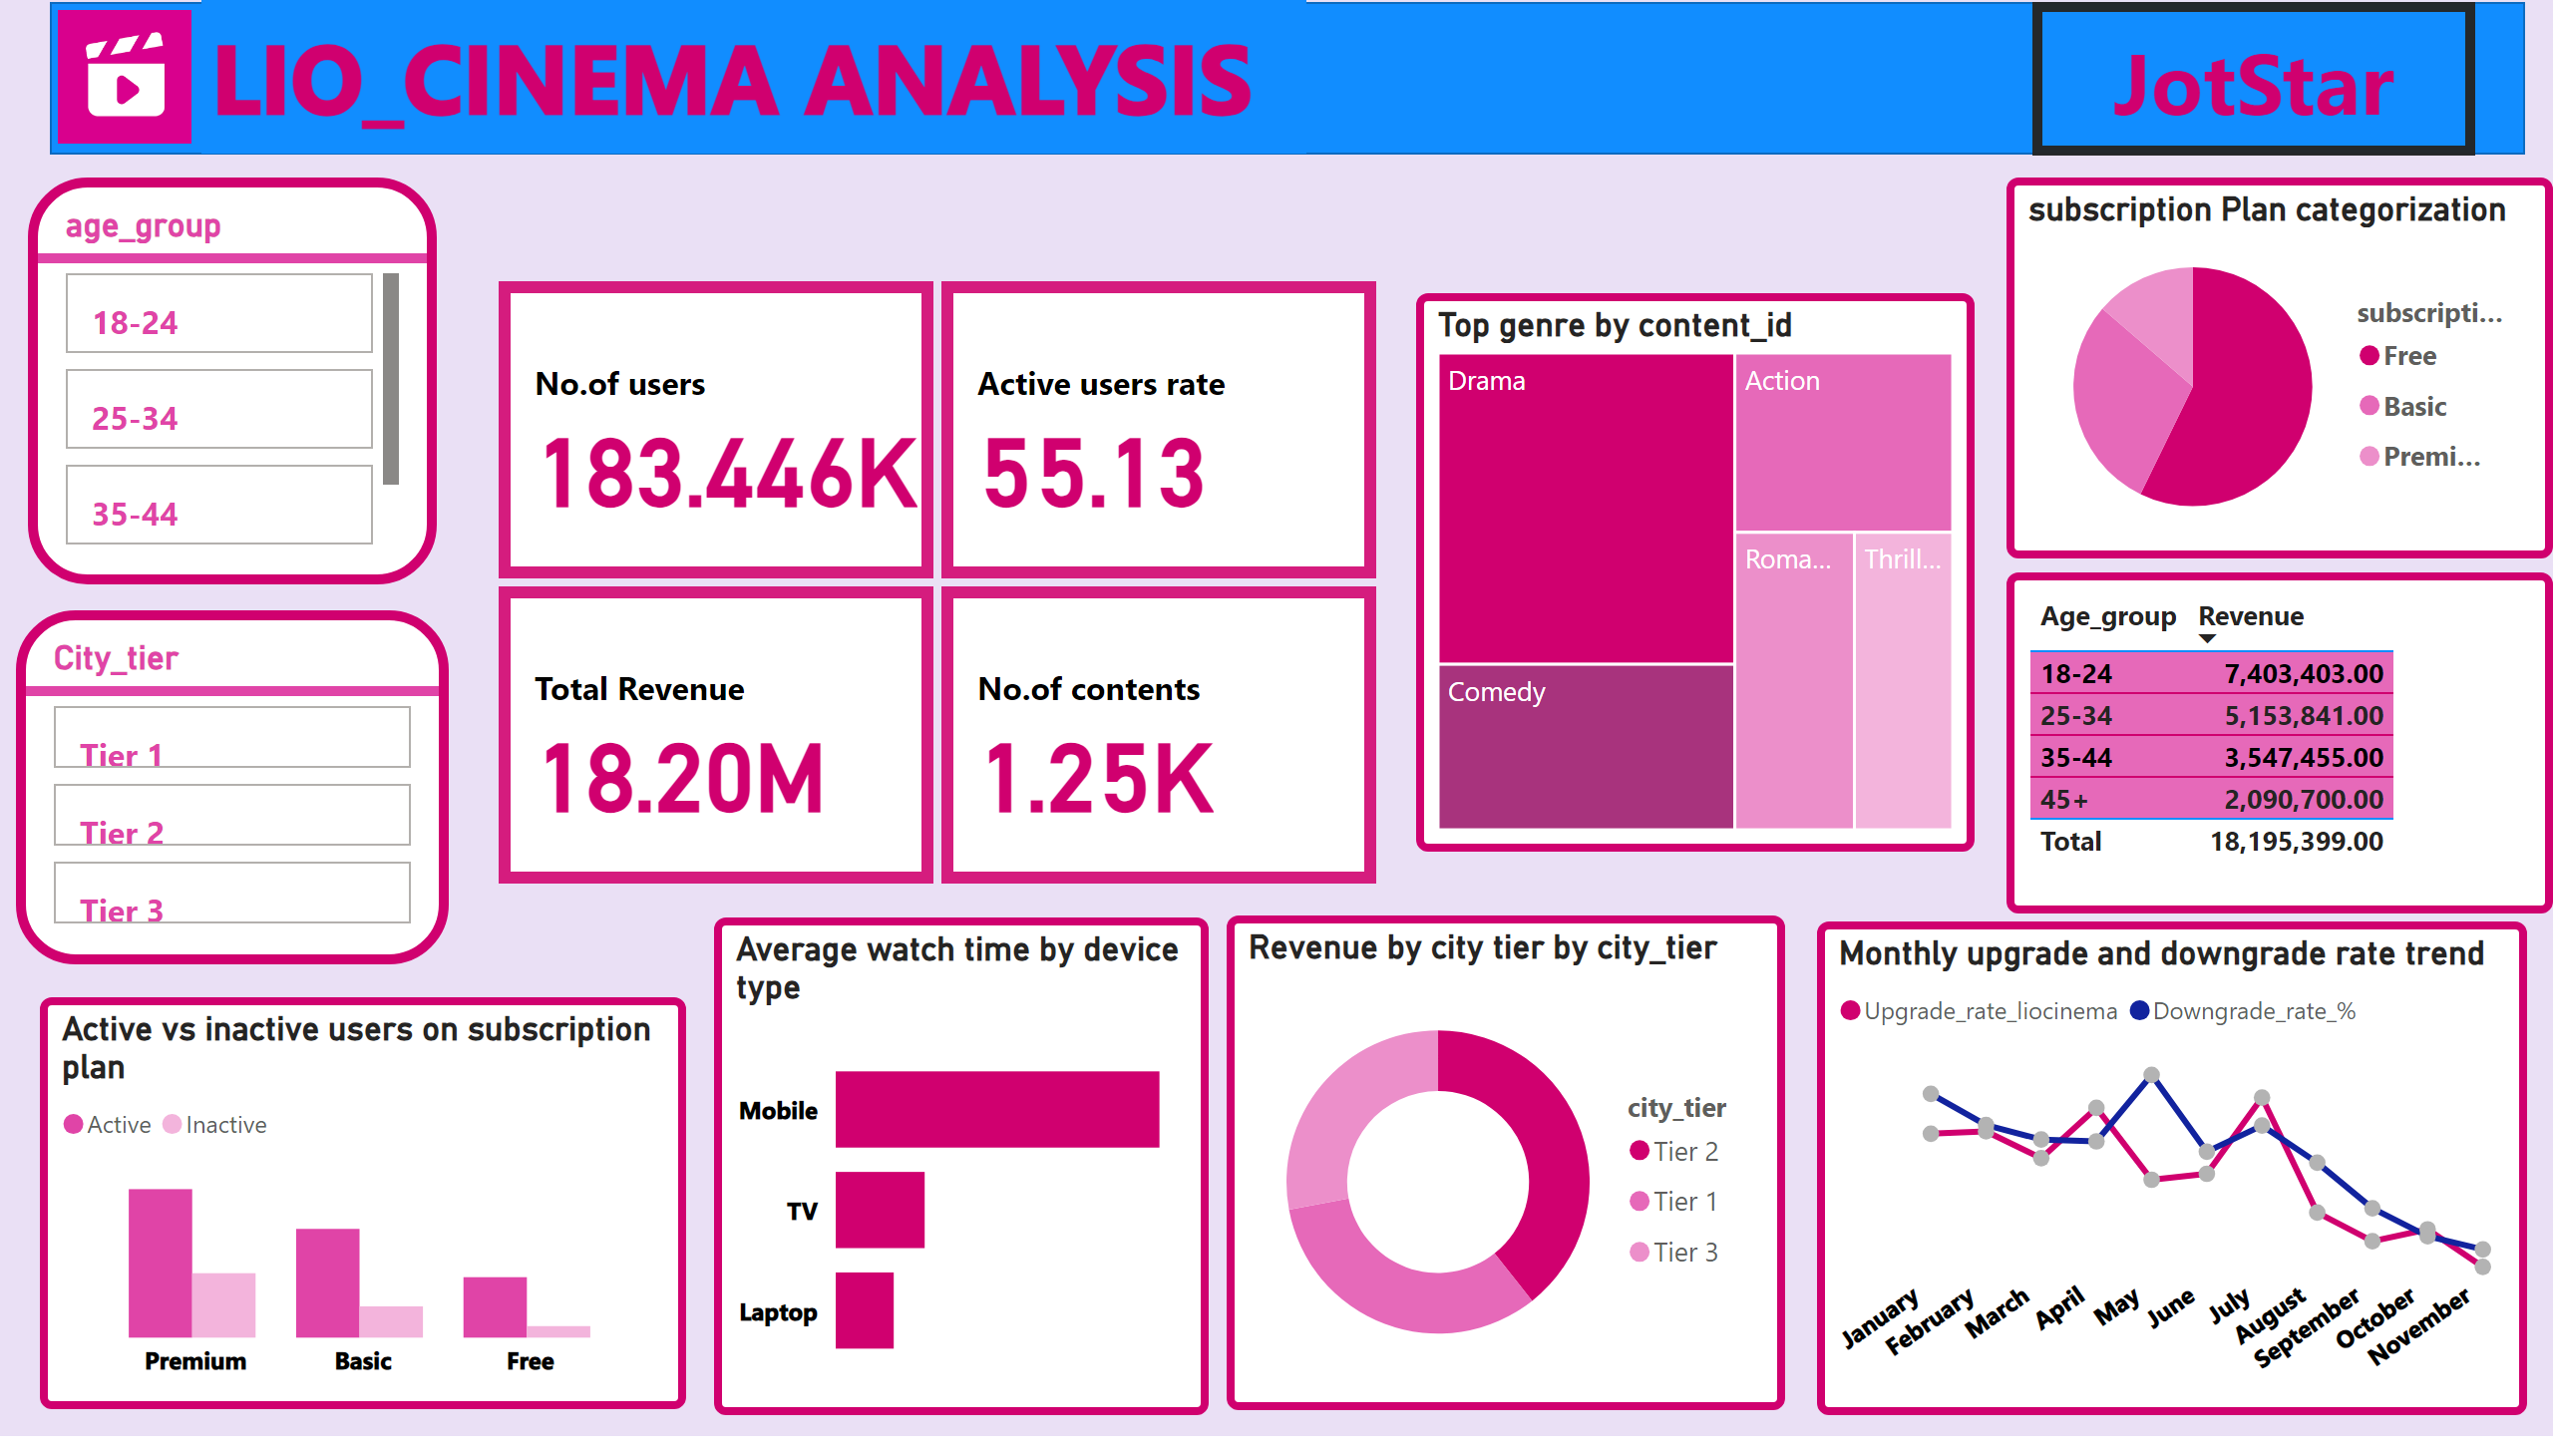 LIO_CINEMA ANALYSIS
JotStar
age_group
18-24
25-34
35-44
City_tier
Tier 1
Tier 2
Tier 3
No.of users
183.446K
Active users rate
55.13
Total Revenue
18.20M
No.of contents
1.25K
Top genre by content_id
Drama
Action
Roma...
Thrill...
Comedy
subscription Plan categorization
subscripti...
Free
Basic
Premi...
Age_group Revenue
18-24 7,403,403.00
25-34 5,153,841.00
35-44 3,547,455.00
45+ 2,090,700.00
Total 18,195,399.00
Active vs inactive users on subscription
plan
Active Inactive
Premium Basic Free
Average watch time by device
type
Mobile
TV
Laptop
Revenue by city tier by city_tier
city_tier
Tier 2
Tier 1
Tier 3
Monthly upgrade and downgrade rate trend
Upgrade_rate_liocinema Downgrade_rate_%
January February March April May June July August September October November